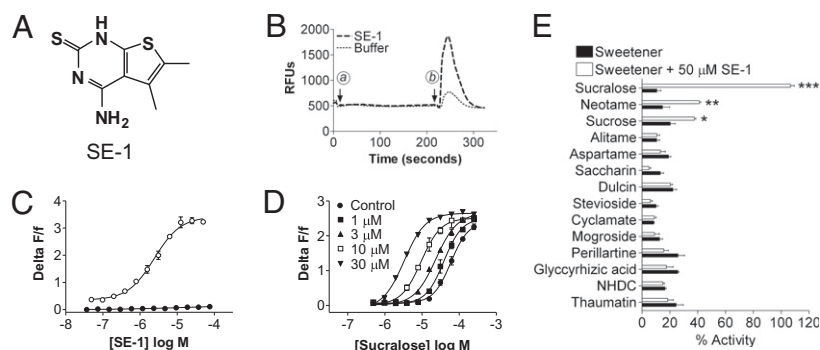 A
H
S
N
S
N
NH2
SE-1
B
2000
1500
1000
500
0
RFUs
SE-1
Buffer
a
b
0 100 200 300
Time (seconds)
C
4
3
2
1
0
Delta F/f
-8 -7 -6 -5 -4
[SE-1] log M
D
3
2
1
0
Delta F/f
Control
1 μM
3 μM
10 μM
30 μM
-7 -6 -5 -4 -3
[Sucralose] log M
E
Sweetener
Sweetener + 50 μM SE-1
Sucralose ***
Neotame **
Sucrose *
Alitame
Aspartame
Saccharin
Dulcin
Stevioside
Cyclamate
Mogroside
Perillartine
Glyccyrhizic acid
NHDC
Thaumatin
0 20 40 60 80 100 120
% Activity